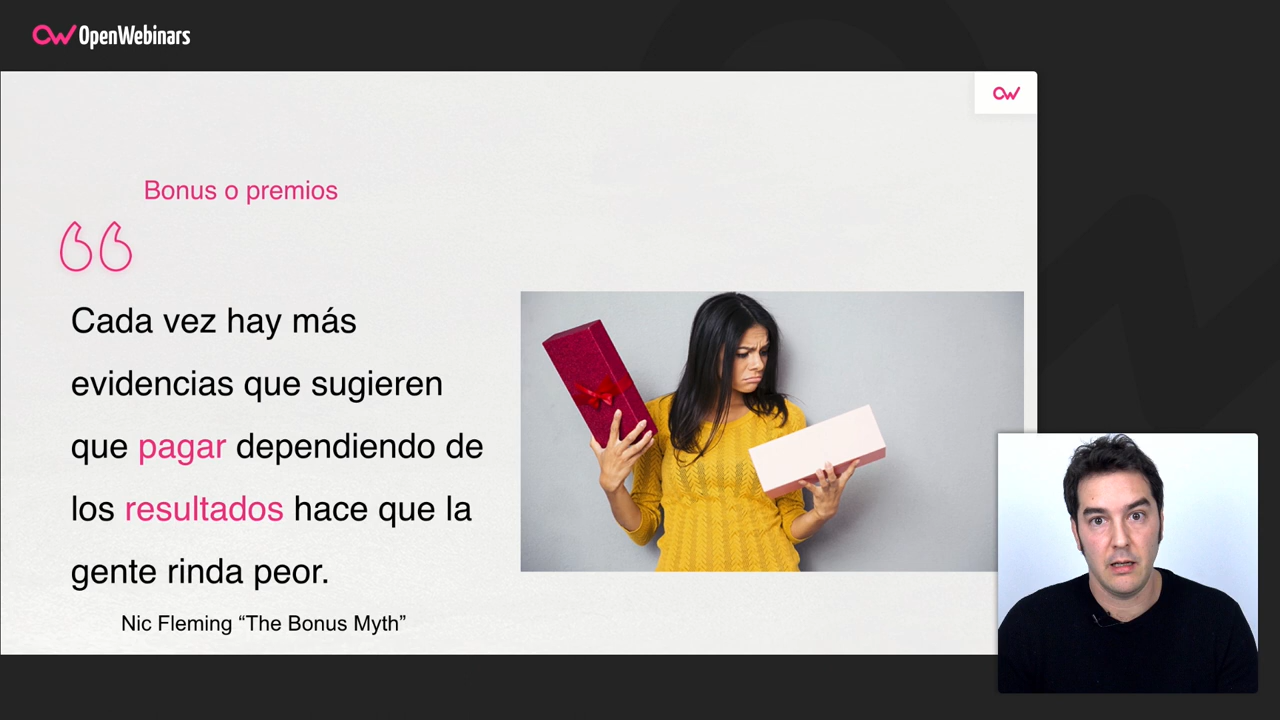 OpenWebinars
Bonus o premios
Cada vez hay más
evidencias que sugieren
que pagar dependiendo de
los resultados hace que la
gente rinda peor.
Nic Fleming “The Bonus Myth”